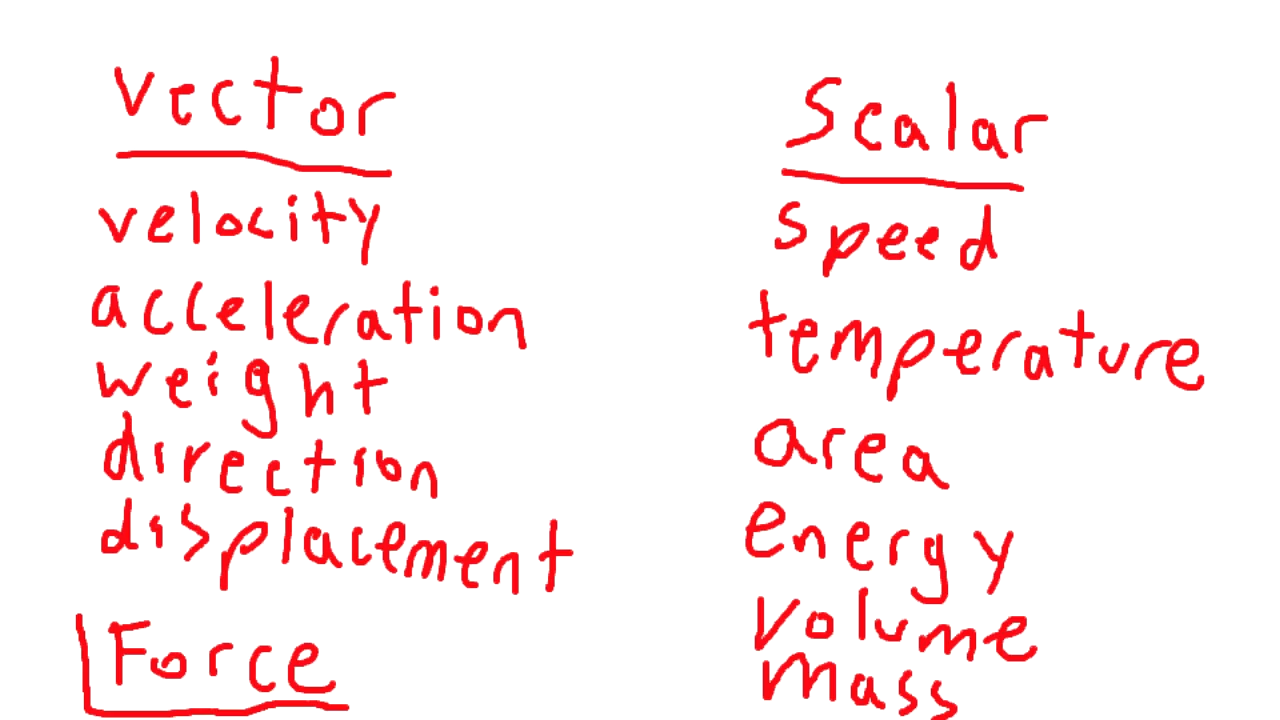 vector
velocity
acceleration
weight
direction
displacement
Force
Scalar
speed
temperature
area
energy
volume
mass